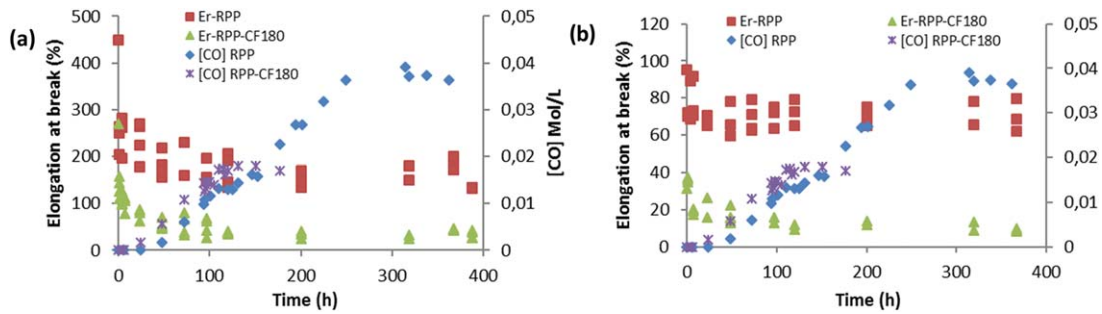 (a)
Elongation at break (%)
500
400
300
200
100
0
Er-RPP
Er-RPP-CF180
[CO] RPP
[CO] RPP-CF180
0,05
0,04
0,03
0,02
0,01
0
[CO] Mol/L
0 100 200 300 400
Time (h)
(b)
Elongation at break (%)
120
100
80
60
40
20
0
Er-RPP Er-RPP-CF180
[CO] RPP [CO] RPP-CF180
0,05
0,04
0,03
0,02
0,01
0
0 100 200 300 400
Time (h)